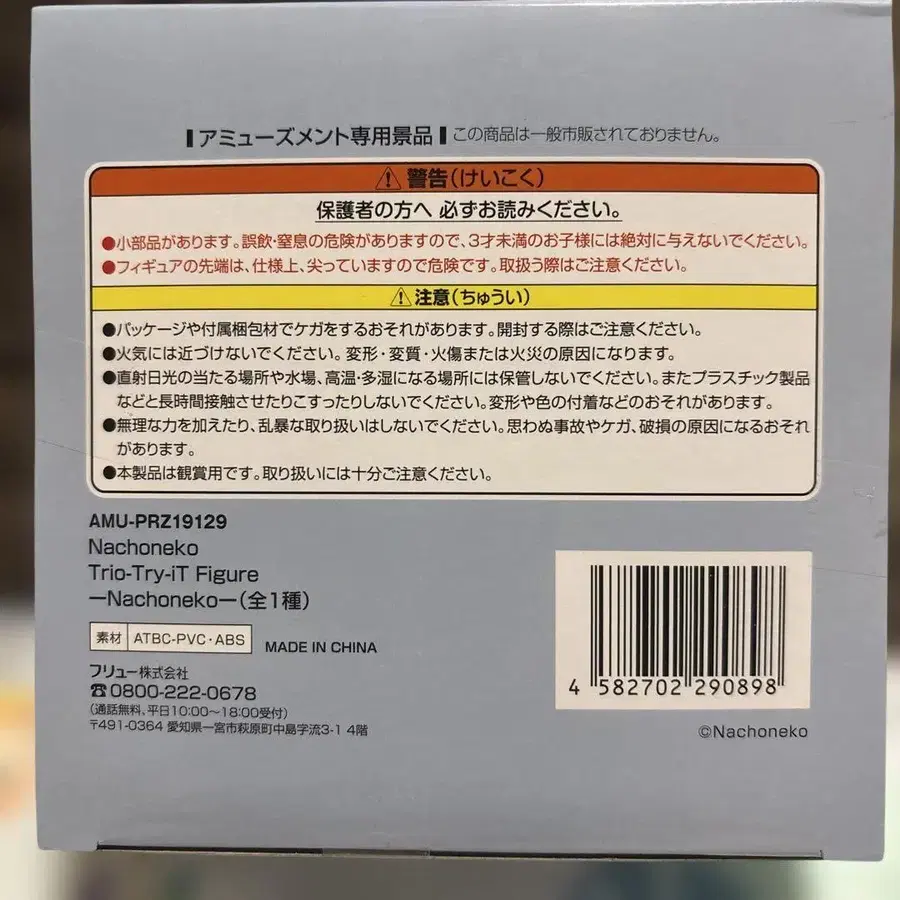 アミューズメント専用景品 この商品は一般市販されておりません。
⚠警告(けいこく)
保護者の方へ 必ずお読みください。
●小部品があります。誤飲・窒息の危険がありますので、3才未満のお子様には絶対に与えないでください。
●フィギュアの先端は、仕様上、尖っていますので危険です。取扱う際はご注意ください。
⚠注意(ちゅうい)
●パッケージや付属梱包材でケガをするおそれがあります。開封する際はご注意ください。
●火気には近づけないでください。変形・変質・火傷または火災の原因になります。
●直射日光の当たる場所や水場、高温・多湿になる場所には保管しないでください。またプラスチック製品
などと長時間接触させたりこすったりしないでください。変形や色の付着などのおそれがあります。
●無理な力を加えたり、乱暴な取り扱いはしないでください。思わぬ事故やケガ、破損の原因になるおそれ
があります。
●本製品は観賞用です。取り扱いには十分ご注意ください。
AMU-PRZ19129
Nachoneko
Trio-Try-iT Figure
ーNachonekoー(全1種)
素材 ATBC-PVC・ABS MADE IN CHINA
フリュー株式会社
☎0800-222-0678
(通話無料、平日10:00〜18:00受付)
〒491-0364 愛知県一宮市萩原町中島字流3-1 4階
4 582702 290898
©Nachoneko